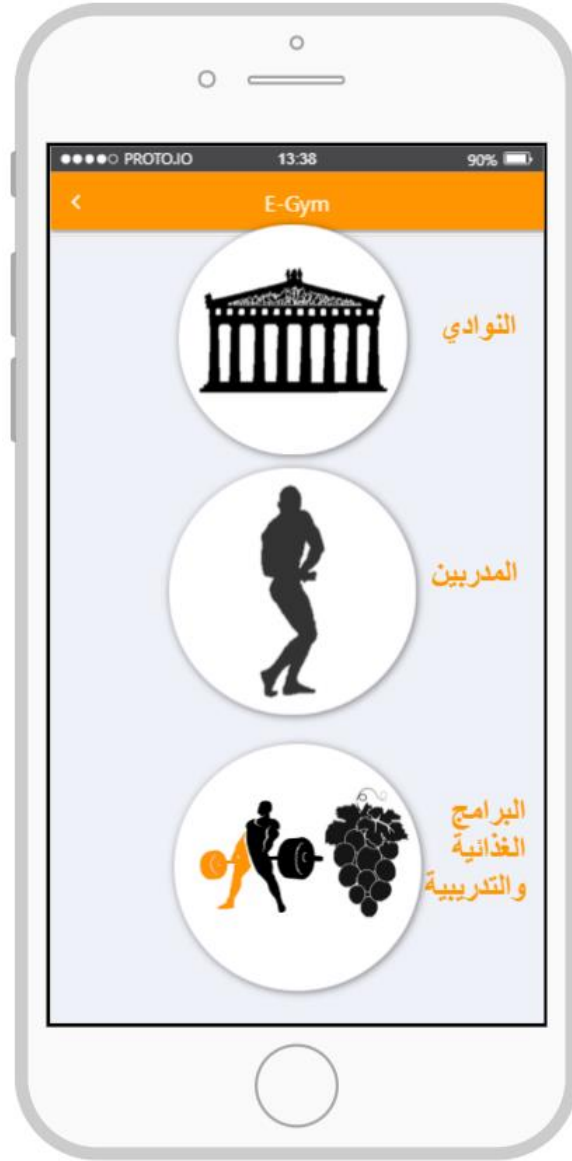 PROTO.IO 13:38 90%
E-Gym
النوادي
المدربين
البرامج
الغذائية
والتدريبية